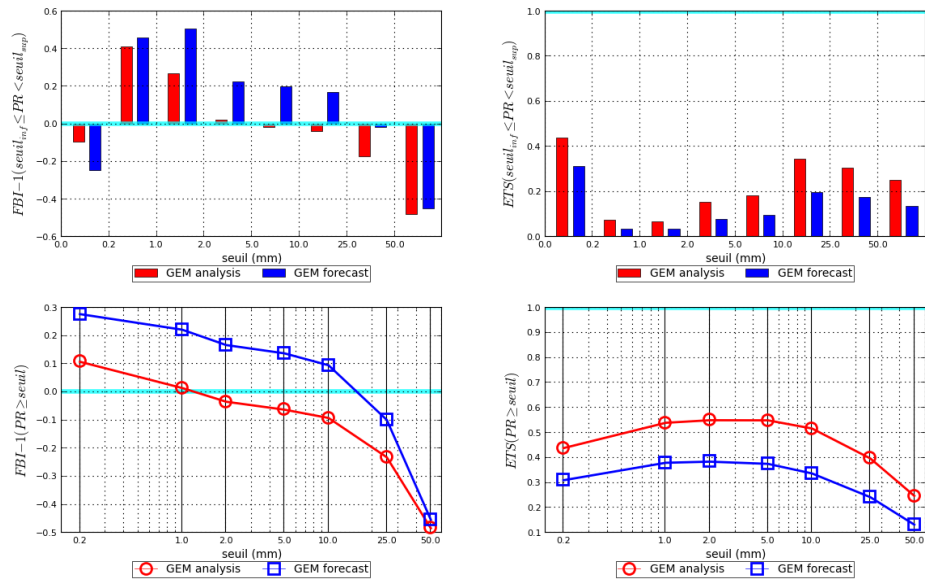 0.6
0.4
0.2
0.0
−0.2
−0.4
−0.6
FBI−1(seuil_inf ≤ PR < seuil_sup)
0.0 0.2 1.0 2.0 5.0 10.0 25.0 50.0
seuil (mm)
GEM analysis GEM forecast
1.0
0.8
0.6
0.4
0.2
0.0
ETS(seuil_inf ≤ PR < seuil_sup)
0.0 0.2 1.0 2.0 5.0 10.0 25.0 50.0
seuil (mm)
GEM analysis GEM forecast
0.3
0.2
0.1
0.0
−0.1
−0.2
−0.3
−0.4
−0.5
FBI−1(PR ≥ seuil)
0.2 1.0 2.0 5.0 10.0 25.0 50.0
seuil (mm)
GEM analysis GEM forecast
1.0
0.9
0.8
0.7
0.6
0.5
0.4
0.3
0.2
0.1
ETS(PR ≥ seuil)
0.2 1.0 2.0 5.0 10.0 25.0 50.0
seuil (mm)
GEM analysis GEM forecast